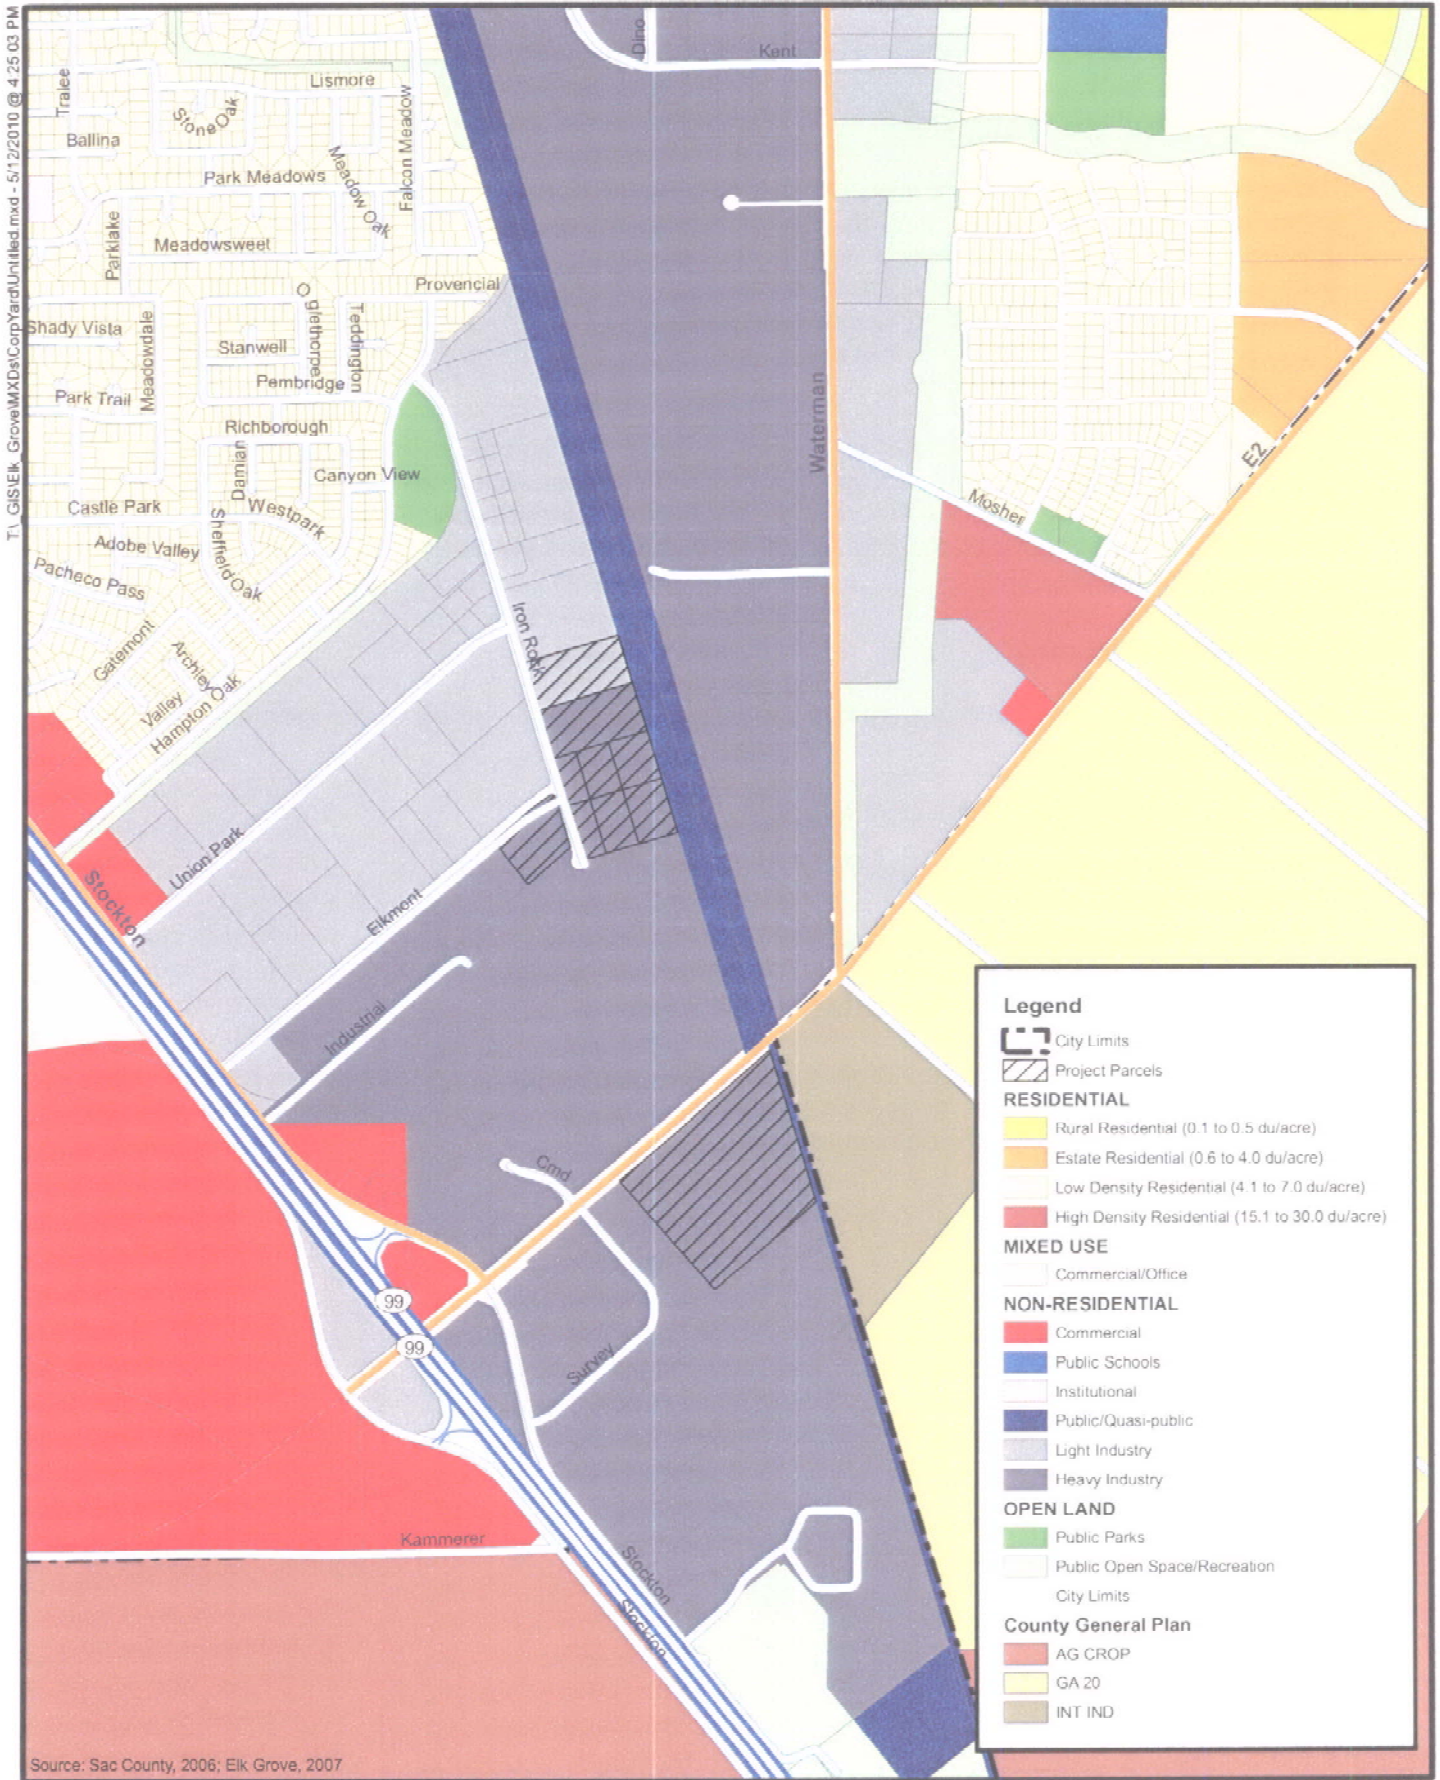 T:\_GIS\Elk_Grove\MXDs\CorpYard\Untitled.mxd - 5/12/2010 @ 4:25:03 PM
Dino
Kent
Tralee
Lismore
Stone Oak
Falcon Meadow
Ballina
Meadow Oak
Park Meadows
Parklake
Meadowsweet
Provencial
Oglethorpe
Teddington
Shady Vista
Meadowdale
Stanwell
Pembridge
Park Trail
Richborough
Waterman
Damian
Canyon View
E2
Castle Park
Westpark
Mosher
Sheffield Oak
Adobe Valley
Pacheco Pass
Iron Rock
Gatemont
Archley
Valley
Hampton Oak
Union Park
Stockton
Elkmont
Industrial
Cmd
99
99
Survey
Kammerer
Stockton
Stockton
Legend
City Limits
Project Parcels
RESIDENTIAL
Rural Residential (0.1 to 0.5 du/acre)
Estate Residential (0.6 to 4.0 du/acre)
Low Density Residential (4.1 to 7.0 du/acre)
High Density Residential (15.1 to 30.0 du/acre)
MIXED USE
Commercial/Office
NON-RESIDENTIAL
Commercial
Public Schools
Institutional
Public/Quasi-public
Light Industry
Heavy Industry
OPEN LAND
Public Parks
Public Open Space/Recreation
City Limits
County General Plan
AG CROP
GA 20
INT IND
Source: Sac County, 2006; Elk Grove, 2007